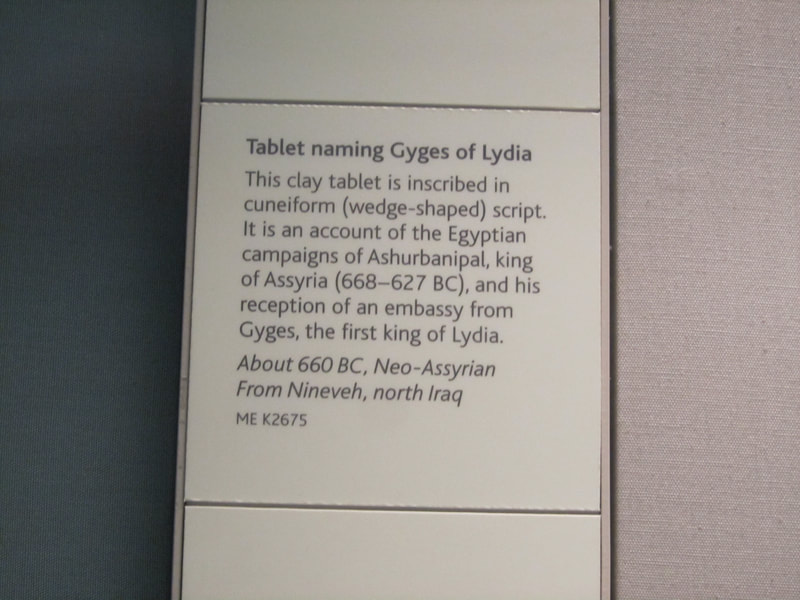 Tablet naming Gyges of Lydia
This clay tablet is inscribed in
cuneiform (wedge-shaped) script.
It is an account of the Egyptian
campaigns of Ashurbanipal, king
of Assyria (668–627 BC), and his
reception of an embassy from
Gyges, the first king of Lydia.
About 660 BC, Neo-Assyrian
From Nineveh, north Iraq
ME K2675